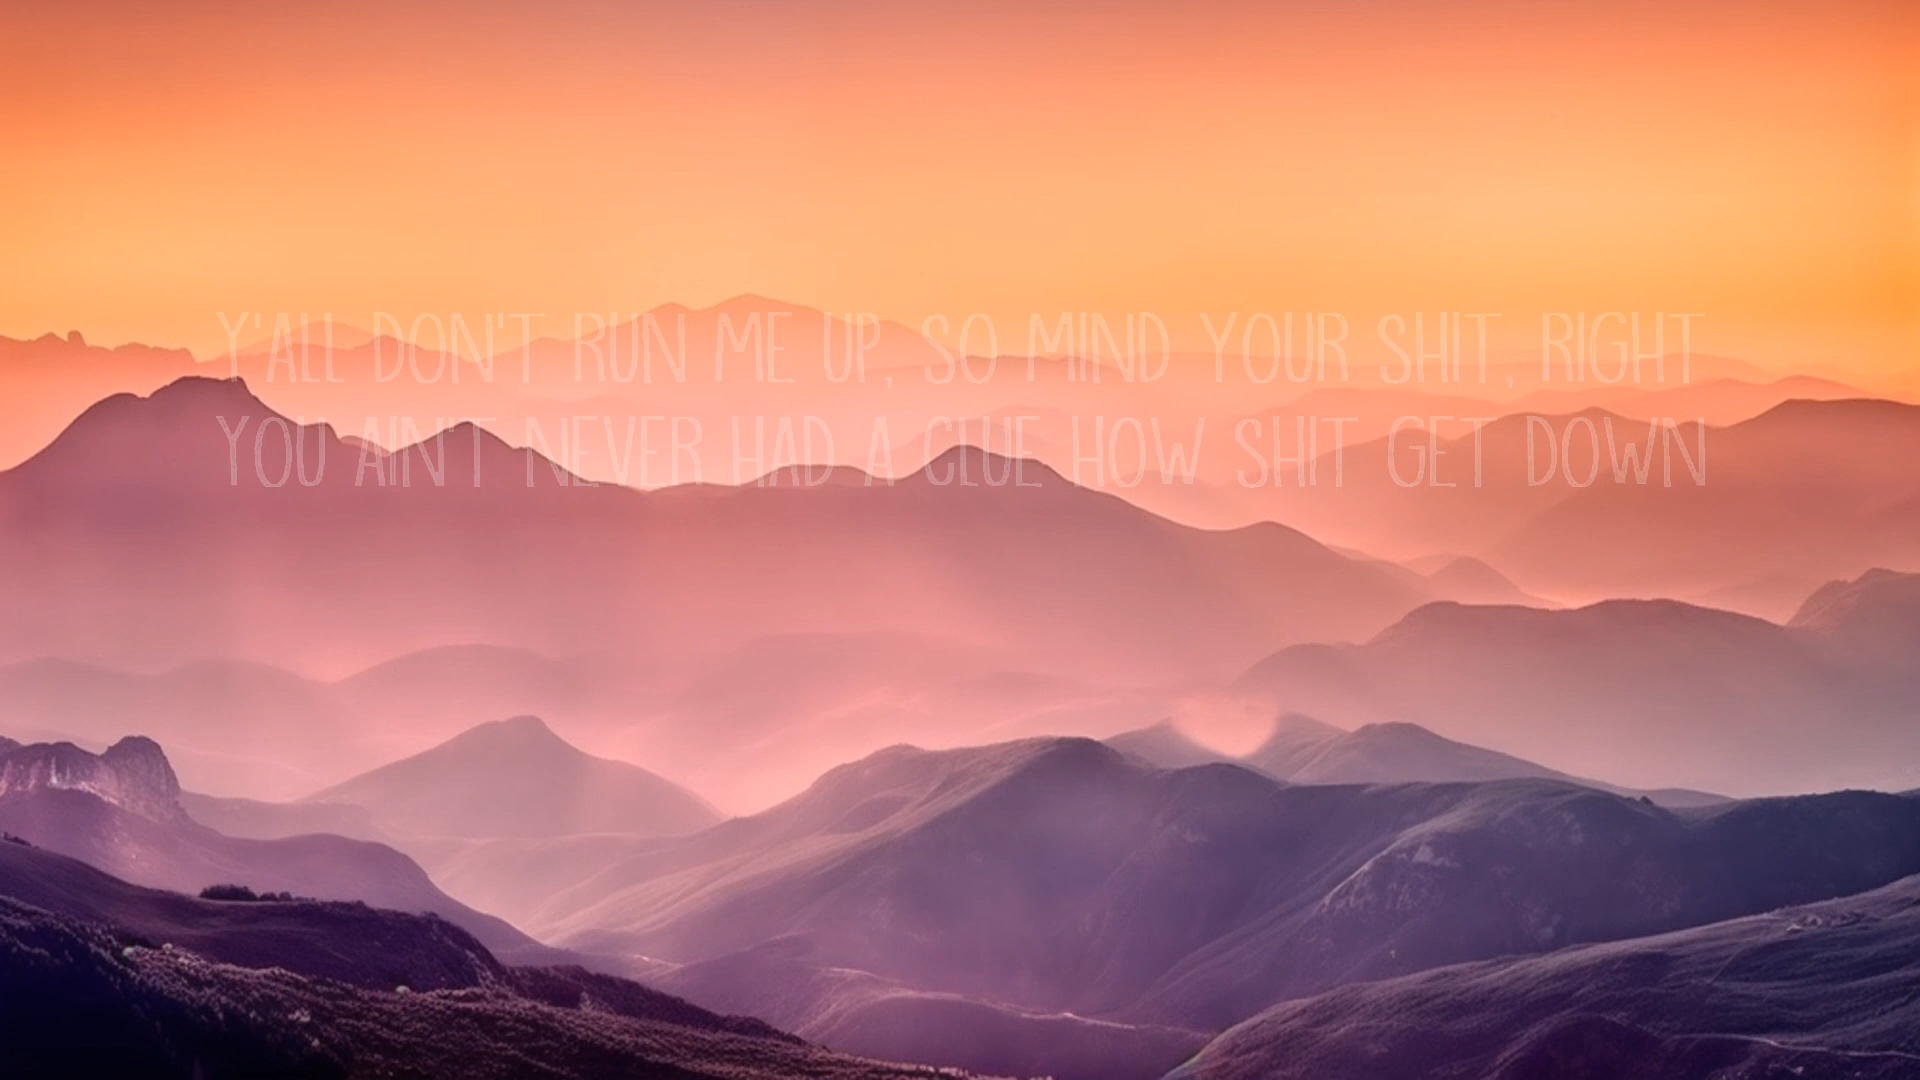 Y'ALL DON'T RUN ME UP, SO MIND YOUR SHIT, RIGHT
YOU AIN'T NEVER HAD A CLUE HOW SHIT GET DOWN